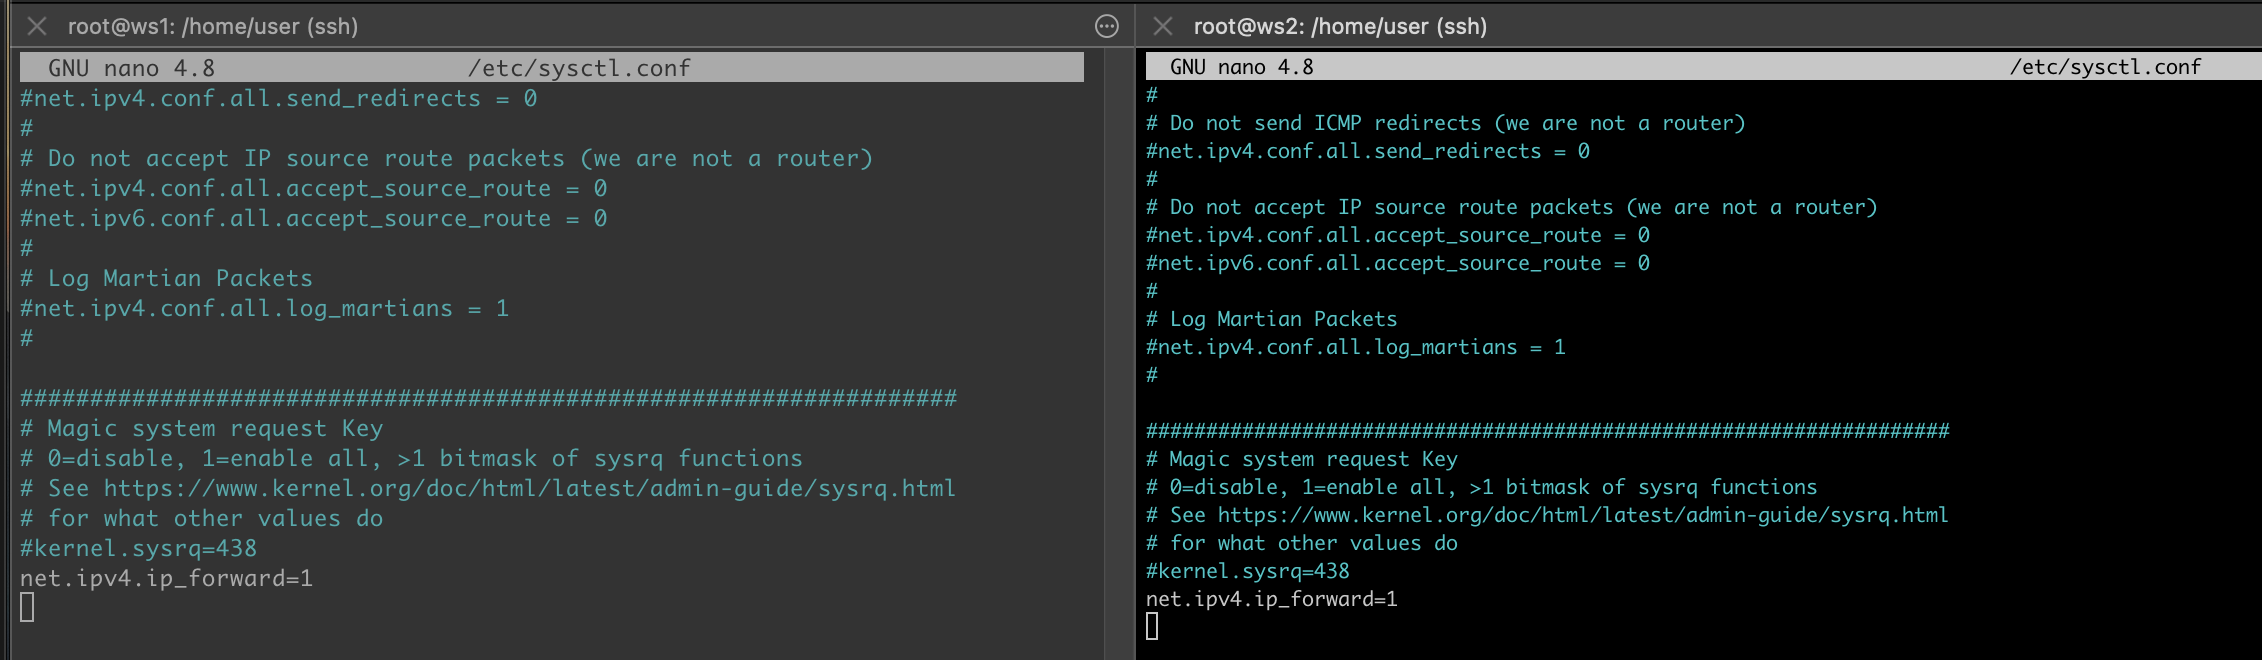 root@ws1: /home/user (ssh)
GNU nano 4.8 /etc/sysctl.conf
#net.ipv4.conf.all.send_redirects = 0
#
# Do not accept IP source route packets (we are not a router)
#net.ipv4.conf.all.accept_source_route = 0
#net.ipv6.conf.all.accept_source_route = 0
#
# Log Martian Packets
#net.ipv4.conf.all.log_martians = 1
#
###################################################################
# Magic system request Key
# 0=disable, 1=enable all, >1 bitmask of sysrq functions
# See https://www.kernel.org/doc/html/latest/admin-guide/sysrq.html
# for what other values do
#kernel.sysrq=438
net.ipv4.ip_forward=1
root@ws2: /home/user (ssh)
GNU nano 4.8 /etc/sysctl.conf
#
# Do not send ICMP redirects (we are not a router)
#net.ipv4.conf.all.send_redirects = 0
#
# Do not accept IP source route packets (we are not a router)
#net.ipv4.conf.all.accept_source_route = 0
#net.ipv6.conf.all.accept_source_route = 0
#
# Log Martian Packets
#net.ipv4.conf.all.log_martians = 1
#
###################################################################
# Magic system request Key
# 0=disable, 1=enable all, >1 bitmask of sysrq functions
# See https://www.kernel.org/doc/html/latest/admin-guide/sysrq.html
# for what other values do
#kernel.sysrq=438
net.ipv4.ip_forward=1